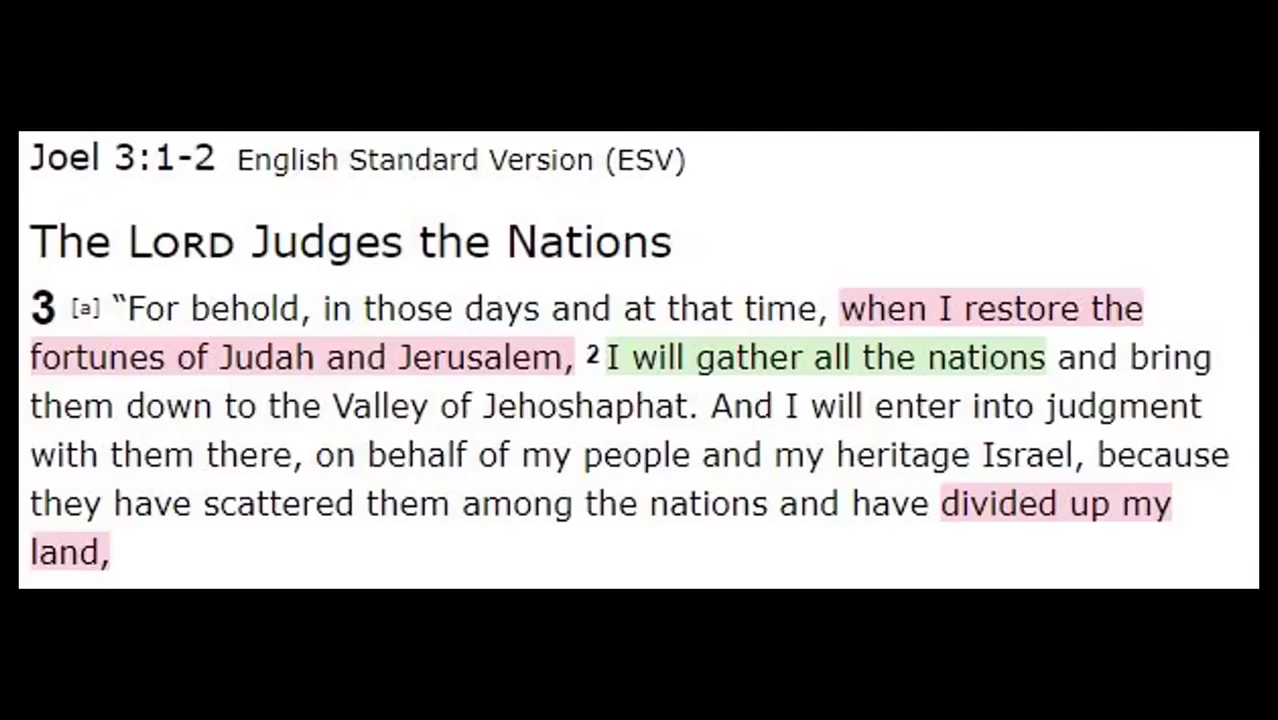 Joel 3:1-2 English Standard Version (ESV)
The LORD Judges the Nations
3 [a] “For behold, in those days and at that time, when I restore the
fortunes of Judah and Jerusalem, 2 I will gather all the nations and bring
them down to the Valley of Jehoshaphat. And I will enter into judgment
with them there, on behalf of my people and my heritage Israel, because
they have scattered them among the nations and have divided up my
land,